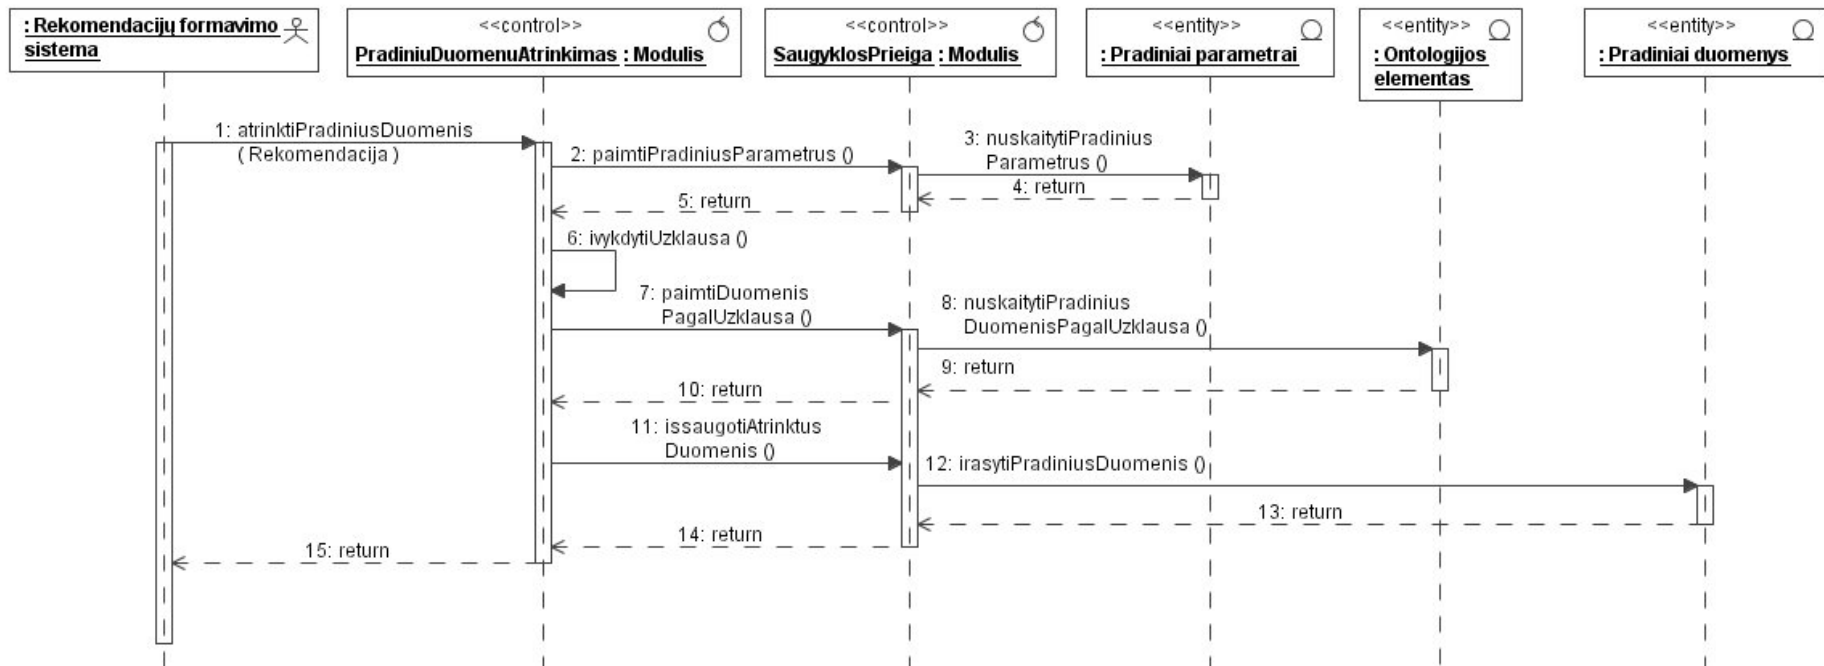 : Rekomendacijų formavimo
sistema
<<control>>
PradiniuDuomenuAtrinkimas : Modulis
<<control>>
SaugyklosPrieiga : Modulis
<<entity>>
: Pradiniai parametrai
<<entity>>
: Ontologijos
elementas
<<entity>>
: Pradiniai duomenys
1: atrinktiPradiniusDuomenis
( Rekomendacija )
2: paimtiPradiniusParametrus ()
3: nuskaitytiPradinius
Parametrus ()
4: return
5: return
6: ivykdytiUzklausa ()
7: paimtiDuomenis
PagalUzklausa ()
8: nuskaitytiPradinius
DuomenisPagalUzklausa ()
9: return
10: return
11: issaugotiAtrinktus
Duomenis ()
12: irasytiPradiniusDuomenis ()
13: return
14: return
15: return